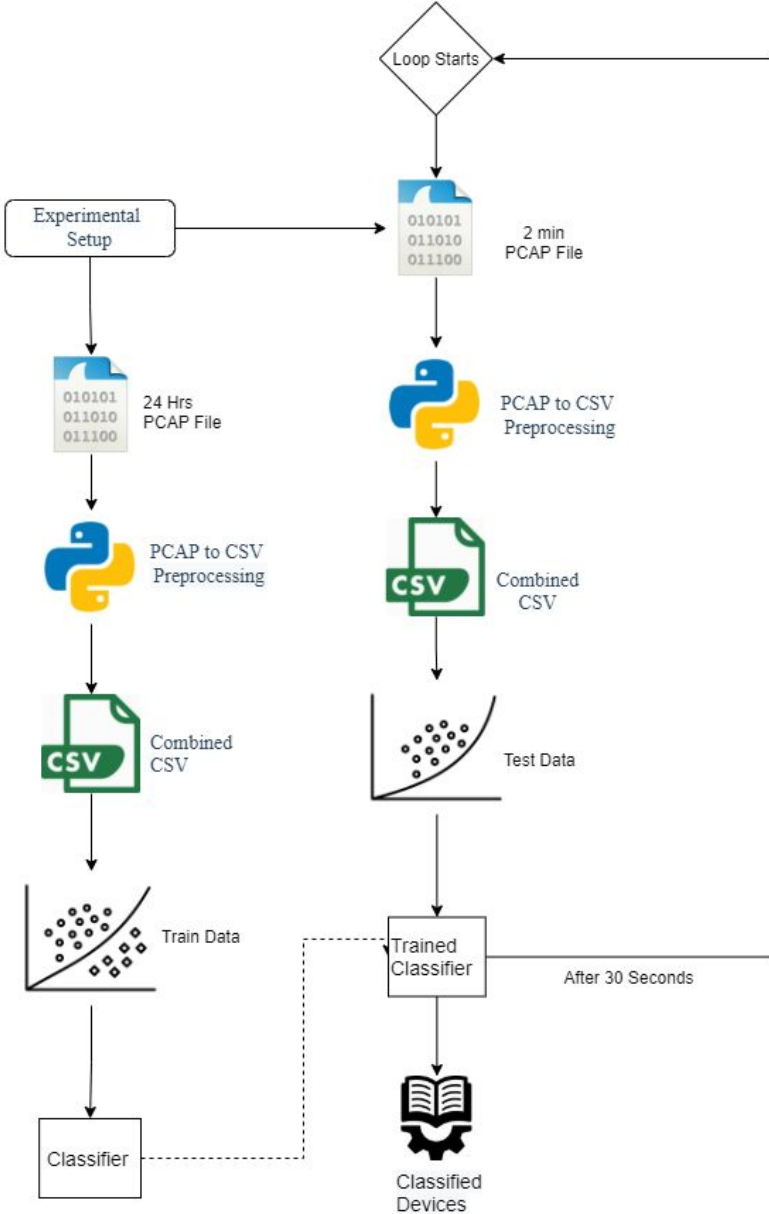 Loop Starts
Experimental
Setup
010101
011010
011100
2 min
PCAP File
010101
011010
011100
24 Hrs
PCAP File
PCAP to CSV
Preprocessing
PCAP to CSV
Preprocessing
CSV
Combined
CSV
CSV
Combined
CSV
Test Data
Train Data
Trained
Classifier
After 30 Seconds
Classifier
Classified
Devices